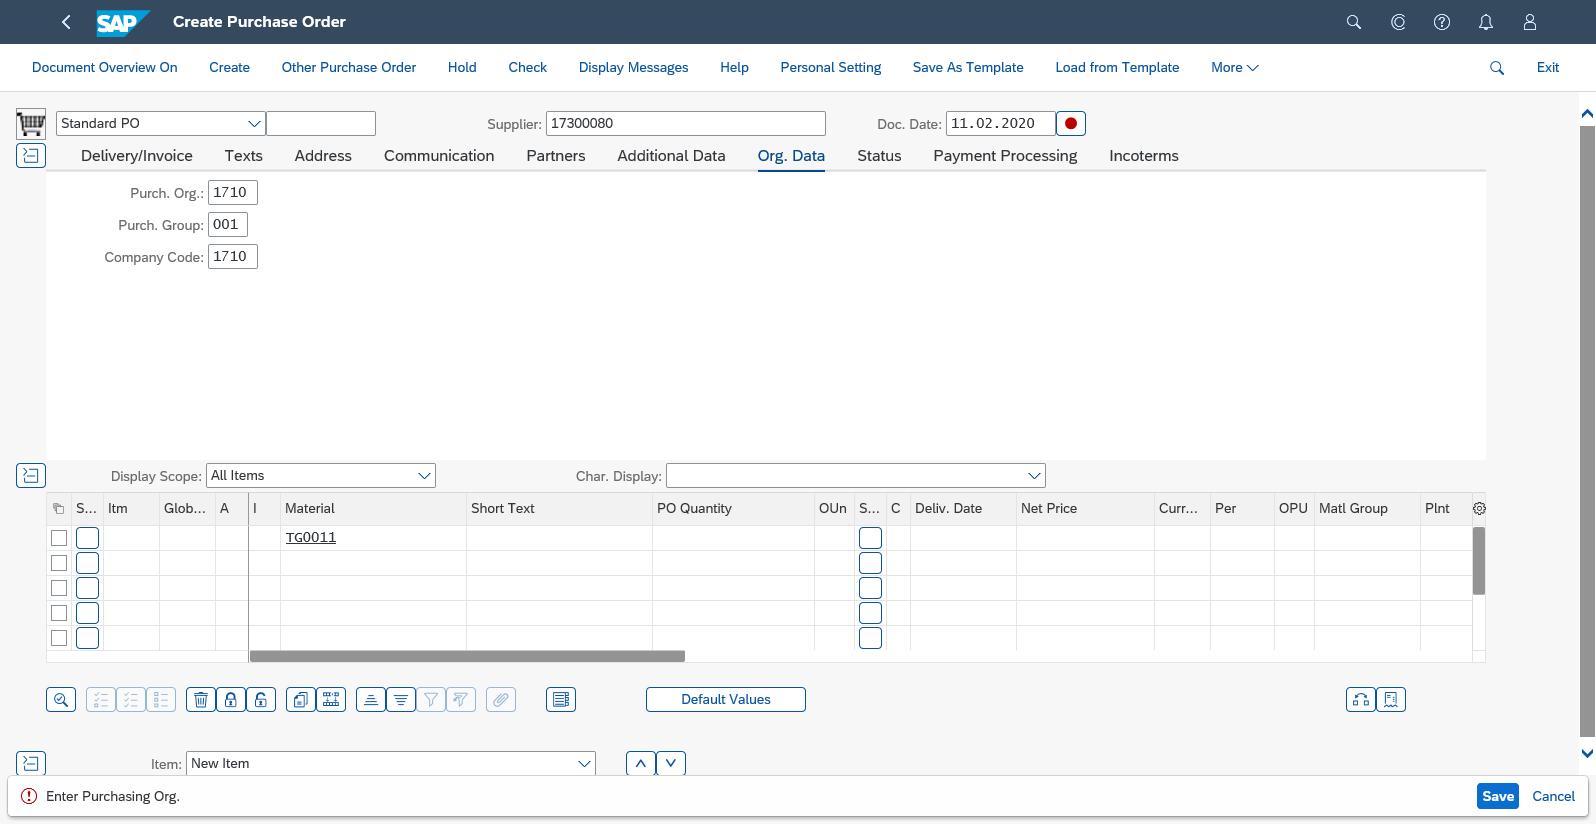 SAP Create Purchase Order
Document Overview On Create Other Purchase Order Hold Check Display Messages Help Personal Setting Save As Template Load from Template More Exit
Standard PO Supplier: 17300080 Doc. Date: 11.02.2020
Delivery/Invoice Texts Address Communication Partners Additional Data Org. Data Status Payment Processing Incoterms
Purch. Org.: 1710
Purch. Group: 001
Company Code: 1710
Display Scope: All Items Char. Display:
S... Itm Glob... A I Material Short Text PO Quantity OUn S... C Deliv. Date Net Price Curr... Per OPU Matl Group Plnt
TG0011
Default Values
Item: New Item
Enter Purchasing Org. Save Cancel